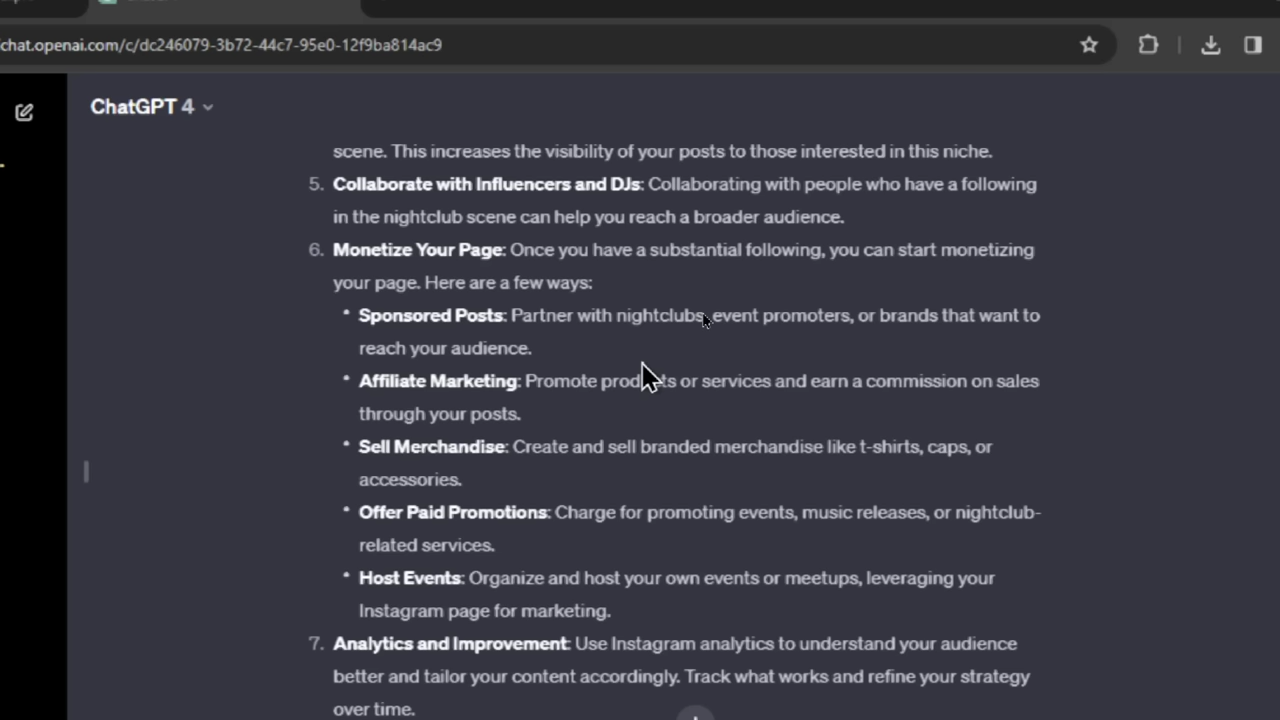 chat.openai.com/c/dc246079-3b72-44c7-95e0-12f9ba814ac9
ChatGPT 4
scene. This increases the visibility of your posts to those interested in this niche.
5. Collaborate with Influencers and DJs: Collaborating with people who have a following
in the nightclub scene can help you reach a broader audience.
6. Monetize Your Page: Once you have a substantial following, you can start monetizing
your page. Here are a few ways:
• Sponsored Posts: Partner with nightclubs, event promoters, or brands that want to
reach your audience.
• Affiliate Marketing: Promote products or services and earn a commission on sales
through your posts.
• Sell Merchandise: Create and sell branded merchandise like t-shirts, caps, or
accessories.
• Offer Paid Promotions: Charge for promoting events, music releases, or nightclub-
related services.
• Host Events: Organize and host your own events or meetups, leveraging your
Instagram page for marketing.
7. Analytics and Improvement: Use Instagram analytics to understand your audience
better and tailor your content accordingly. Track what works and refine your strategy
over time.